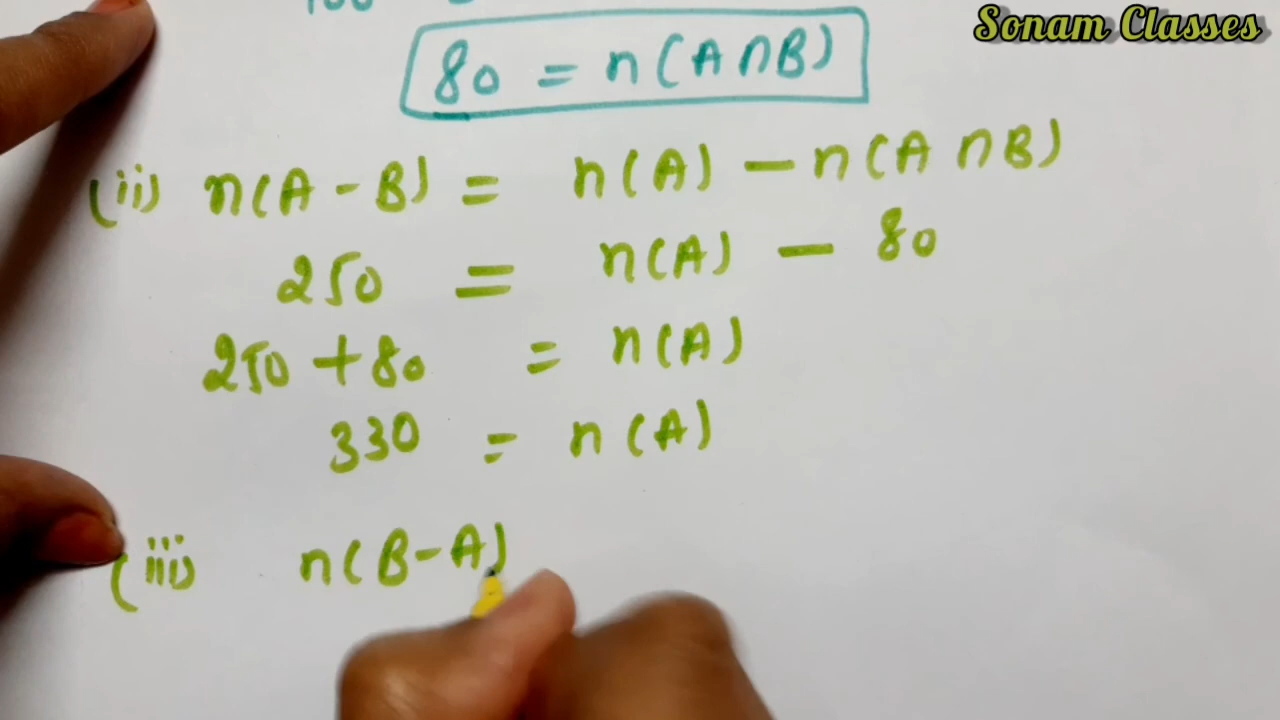 Sonam Classes
80 = n(A∩B)
(ii) n(A - B) = n(A) - n(A ∩ B)
250 = n(A) - 80
250 + 80 = n(A)
330 = n(A)
(iii) n(B-A)